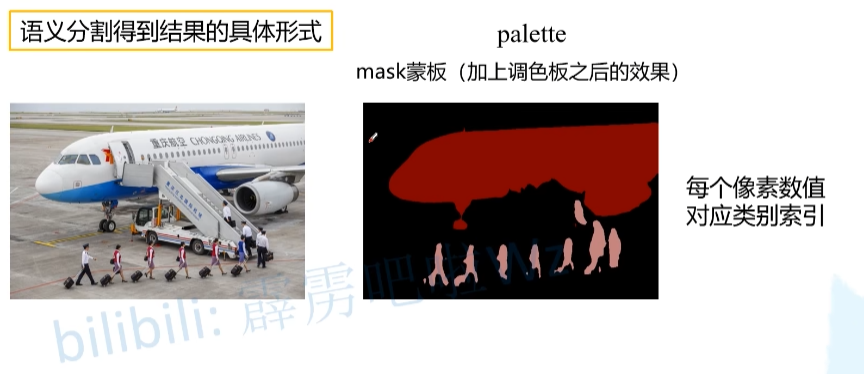 语义分割得到结果的具体形式
palette
mask蒙板（加上调色板之后的效果）
重庆航空 CHONGQING AIRLINES
每个像素数值
对应类别索引
bilibili: 霹雳吧啦Wz